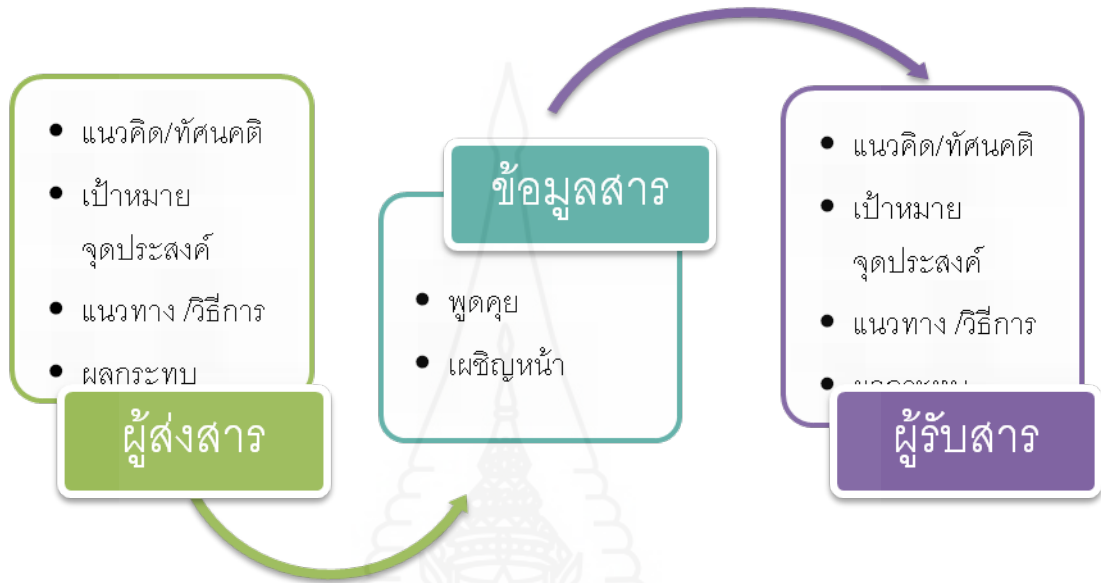 แนวคิด/ทัศนคติ
เป้าหมาย
จุดประสงค์
แนวทาง /วิธีการ
ผลกระทบ
ผู้ส่งสาร
ข้อมูลสาร
พูดคุย
เผชิญหน้า
แนวคิด/ทัศนคติ
เป้าหมาย
จุดประสงค์
แนวทาง /วิธีการ
ผู้รับสาร